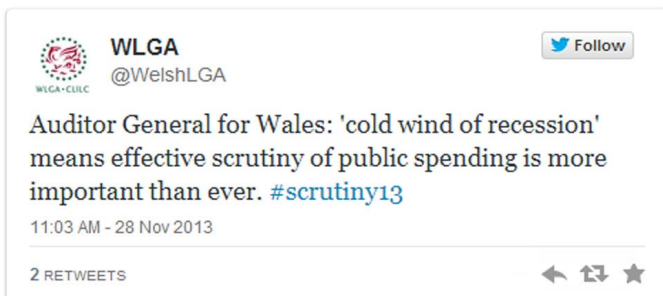 WLGA
@WelshLGA
Follow
WLGA•CLILC
Auditor General for Wales: 'cold wind of recession'
means effective scrutiny of public spending is more
important than ever. #scrutiny13
11:03 AM - 28 Nov 2013
2 RETWEETS